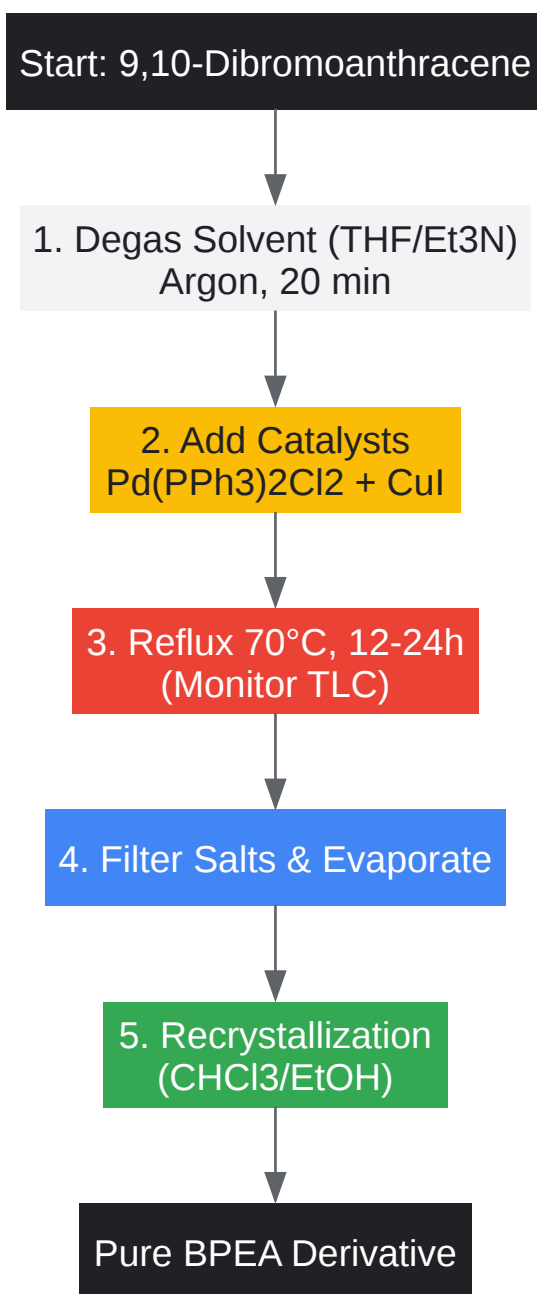 Start: 9,10-Dibromoanthracene
1. Degas Solvent (THF/Et3N)
Argon, 20 min
2. Add Catalysts
Pd(PPh3)2Cl2 + CuI
3. Reflux 70°C, 12-24h
(Monitor TLC)
4. Filter Salts & Evaporate
5. Recrystallization
(CHCl3/EtOH)
Pure BPEA Derivative